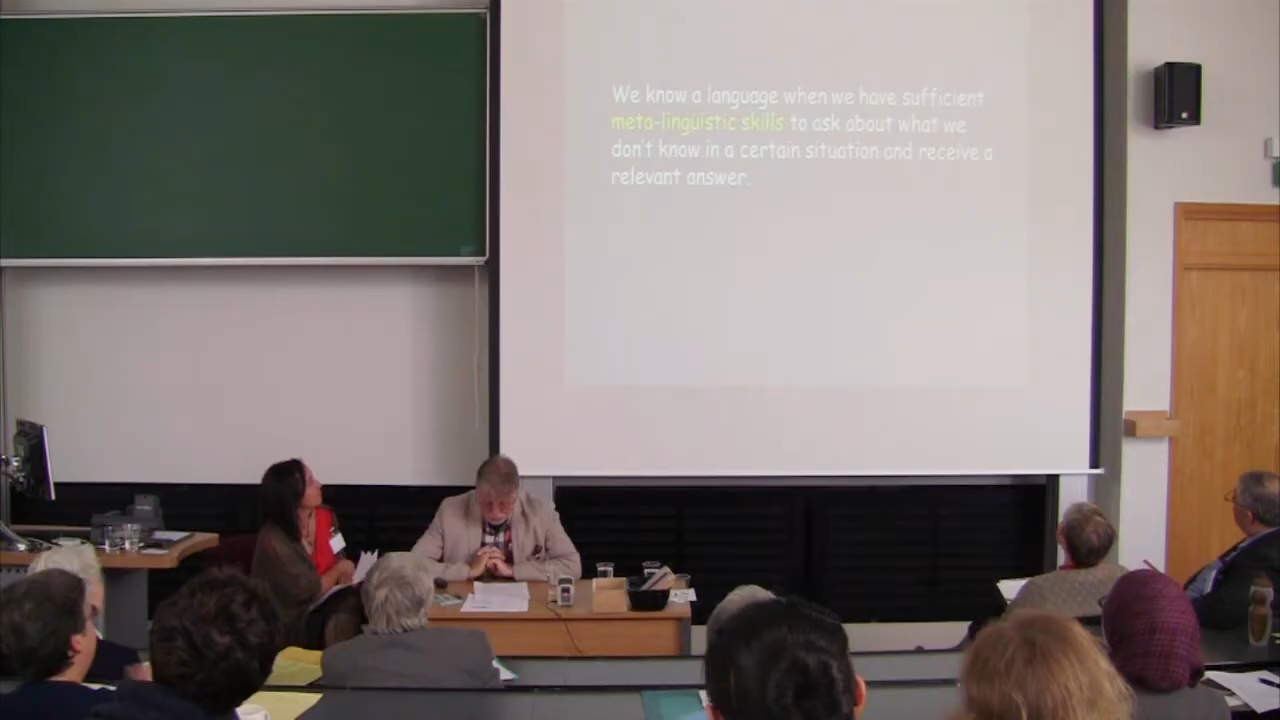 We know a language when we have sufficient
meta-linguistic skills to ask about what we
don't know in a certain situation and receive a
relevant answer.